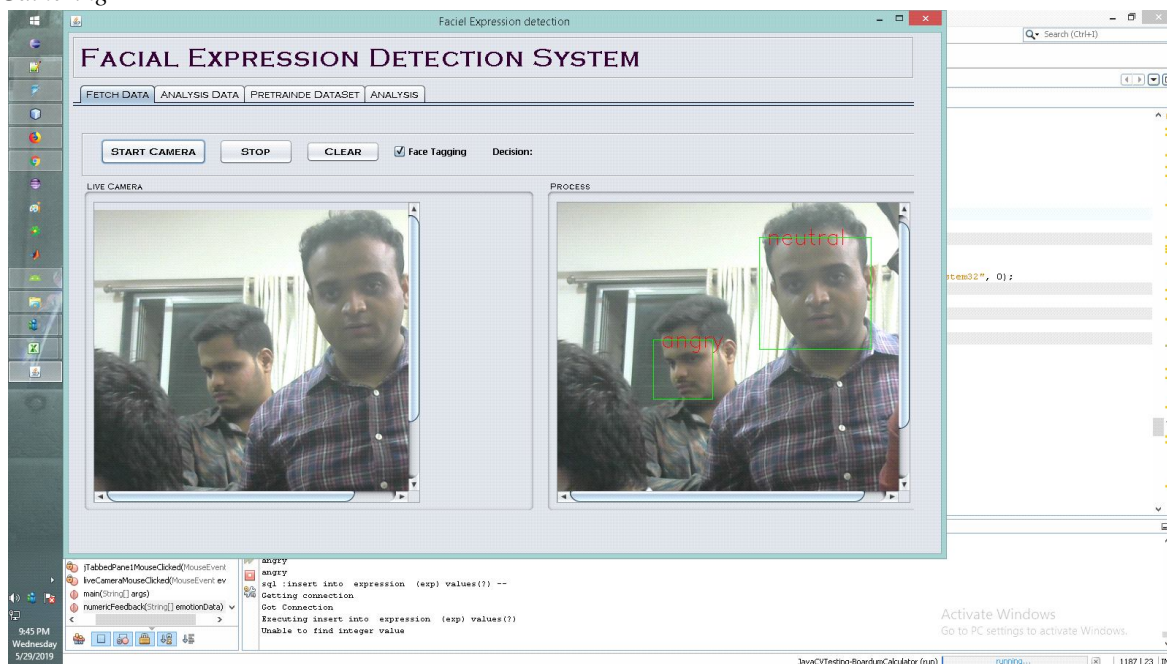 Faciel Expression detection
Search (Ctrl+I)
FACIAL EXPRESSION DETECTION SYSTEM
FETCH DATA ANALYSIS DATA PRETRAINDE DATASET ANALYSIS
START CAMERA STOP CLEAR Face Tagging Decision:
LIVE CAMERA PROCESS
neutral
angry
stem32", 0);
jTabbedPane1MouseClicked(MouseEvent
liveCameraMouseClicked(MouseEvent ev
main(String[] args)
numericFeedback(String[] emotionData)
angry
angry
sql :insert into expression (exp) values(?) --
Getting connection
Got Connection
Executing insert into expression (exp) values(?)
Unable to find integer value
Activate Windows
Go to PC settings to activate Windows.
9:45 PM
Wednesday
5/29/2019
JavaCVTesting-BoardumCalculator (run) running... 1187 | 23